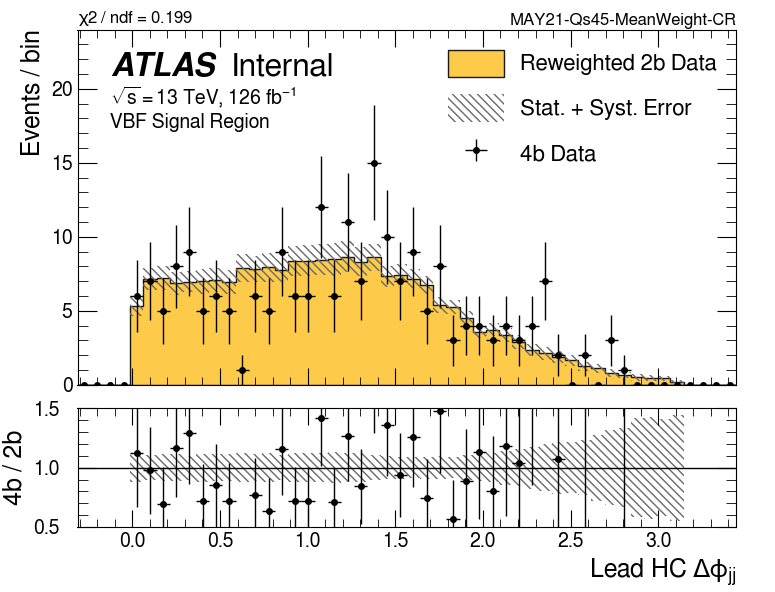 χ² / ndf = 0.199
MAY21-Qs45-MeanWeight-CR
Events / bin
ATLAS Internal
√s = 13 TeV, 126 fb⁻¹
VBF Signal Region
Reweighted 2b Data
Stat. + Syst. Error
4b Data
20
15
10
5
0
4b / 2b
1.5
1.0
0.5
0.0 0.5 1.0 1.5 2.0 2.5 3.0
Lead HC Δϕjj